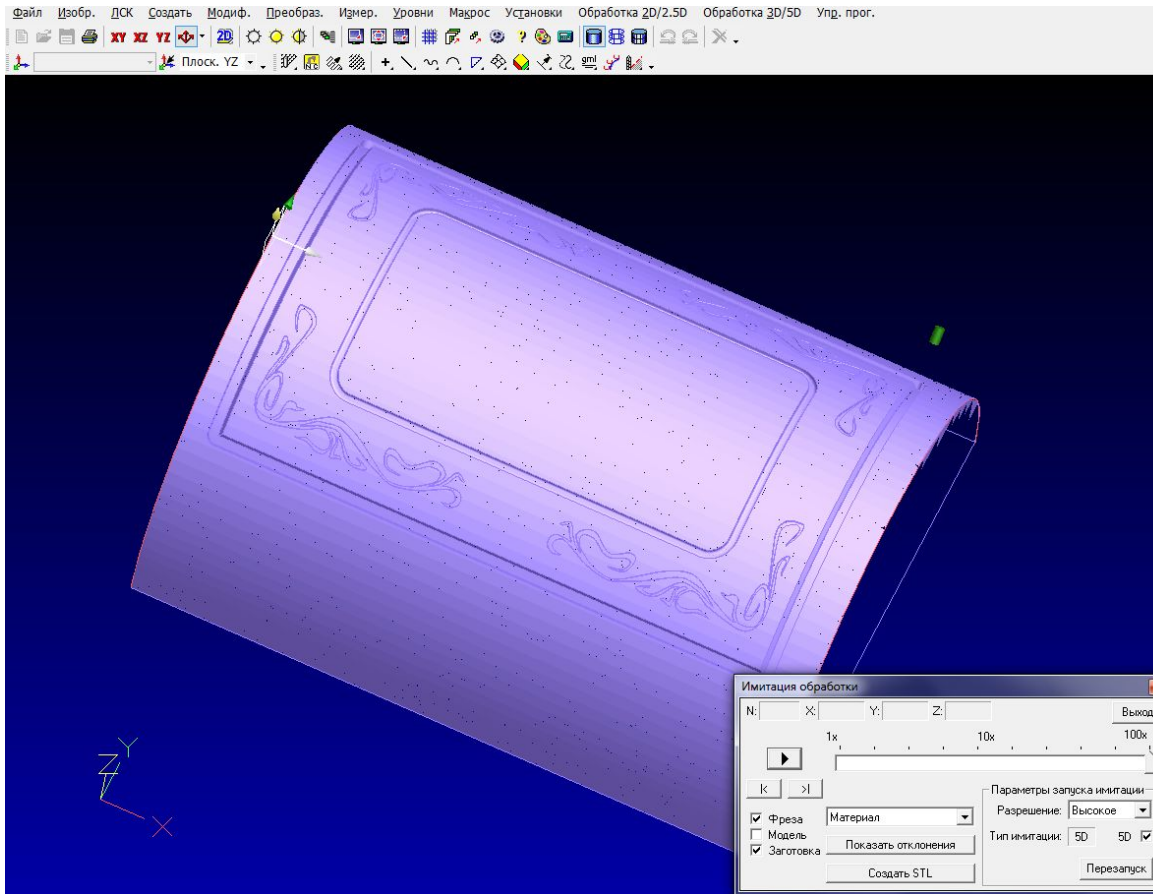 Файл Изобр. ЛСК Создать Модиф. Преобраз. Измер. Уровни Макрос Установки Обработка 2D/2.5D Обработка 3D/5D Упр. прог.
XY XZ YZ 2D ?
Плоск. YZ NC gml
Y
Z
X
Имитация обработки
N: X: Y: Z: Выход
1x 10x 100x
Параметры запуска имитации
Фреза Материал Разрешение: Высокое
Модель Показать отклонения Тип имитации: 5D 5D
Заготовка
Создать STL Перезапуск